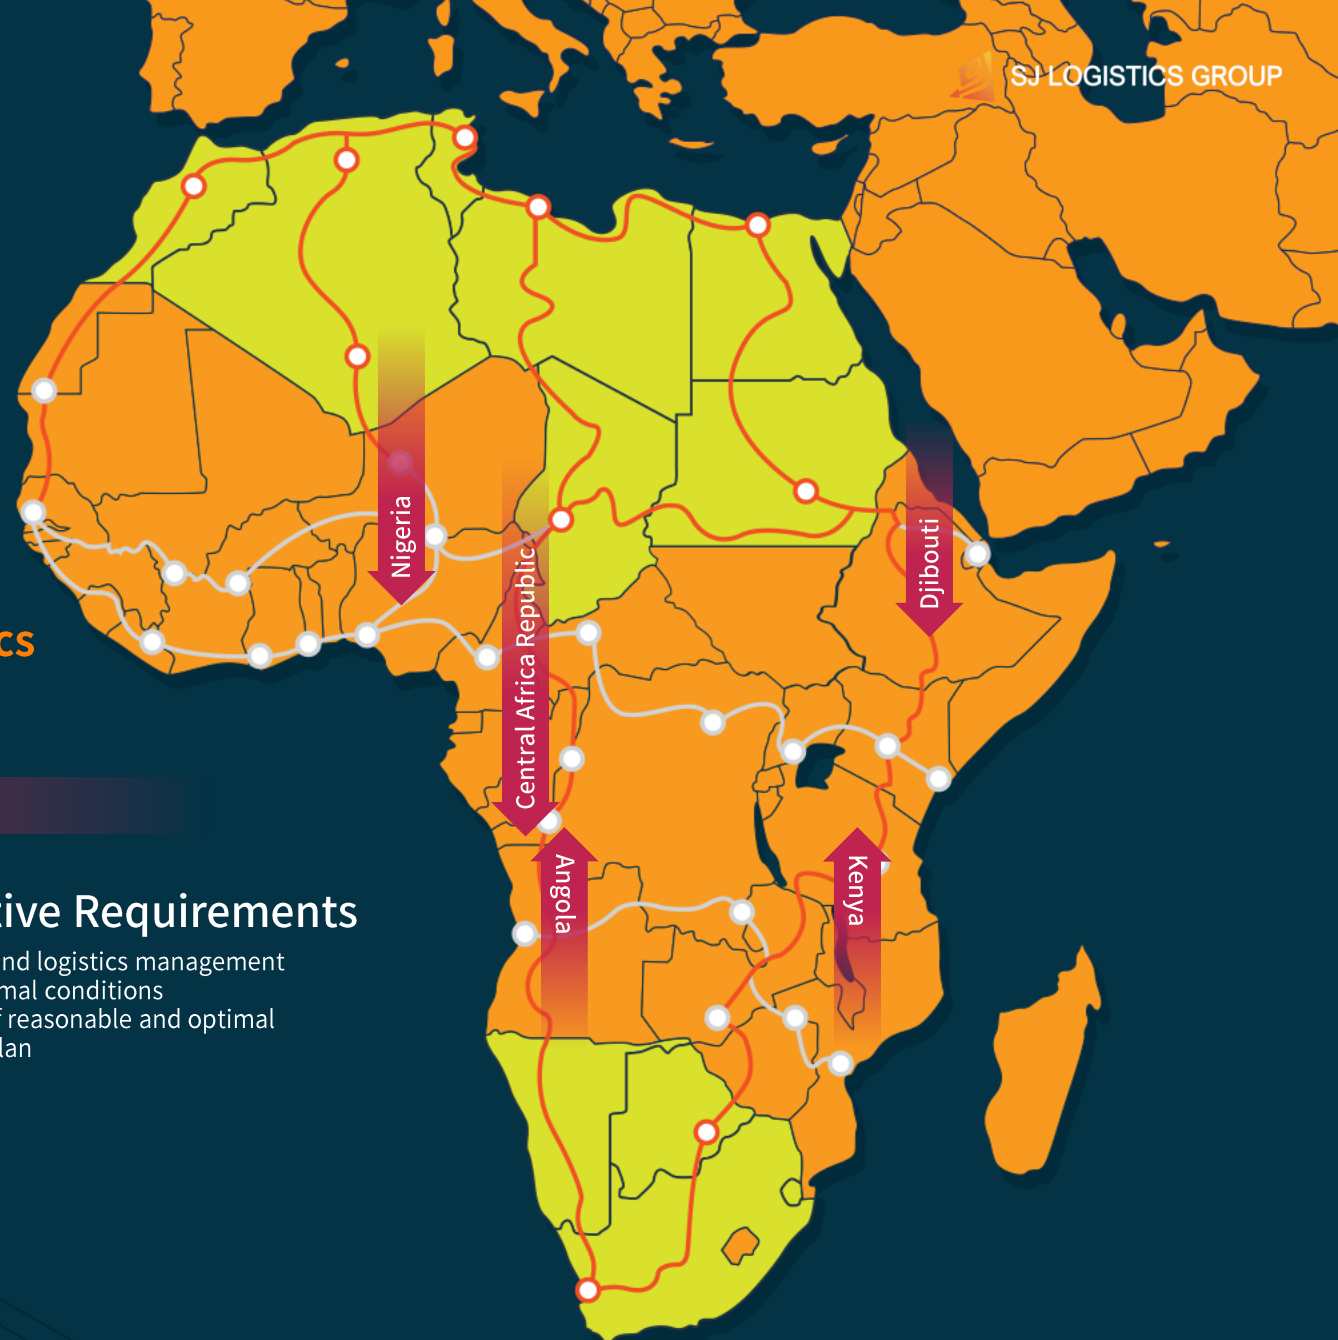 SJ LOGISTICS GROUP
Nigeria
Central Africa Republic
Djibouti
cs
Angola
Kenya
tive Requirements
nd logistics management
mal conditions
f reasonable and optimal
lan